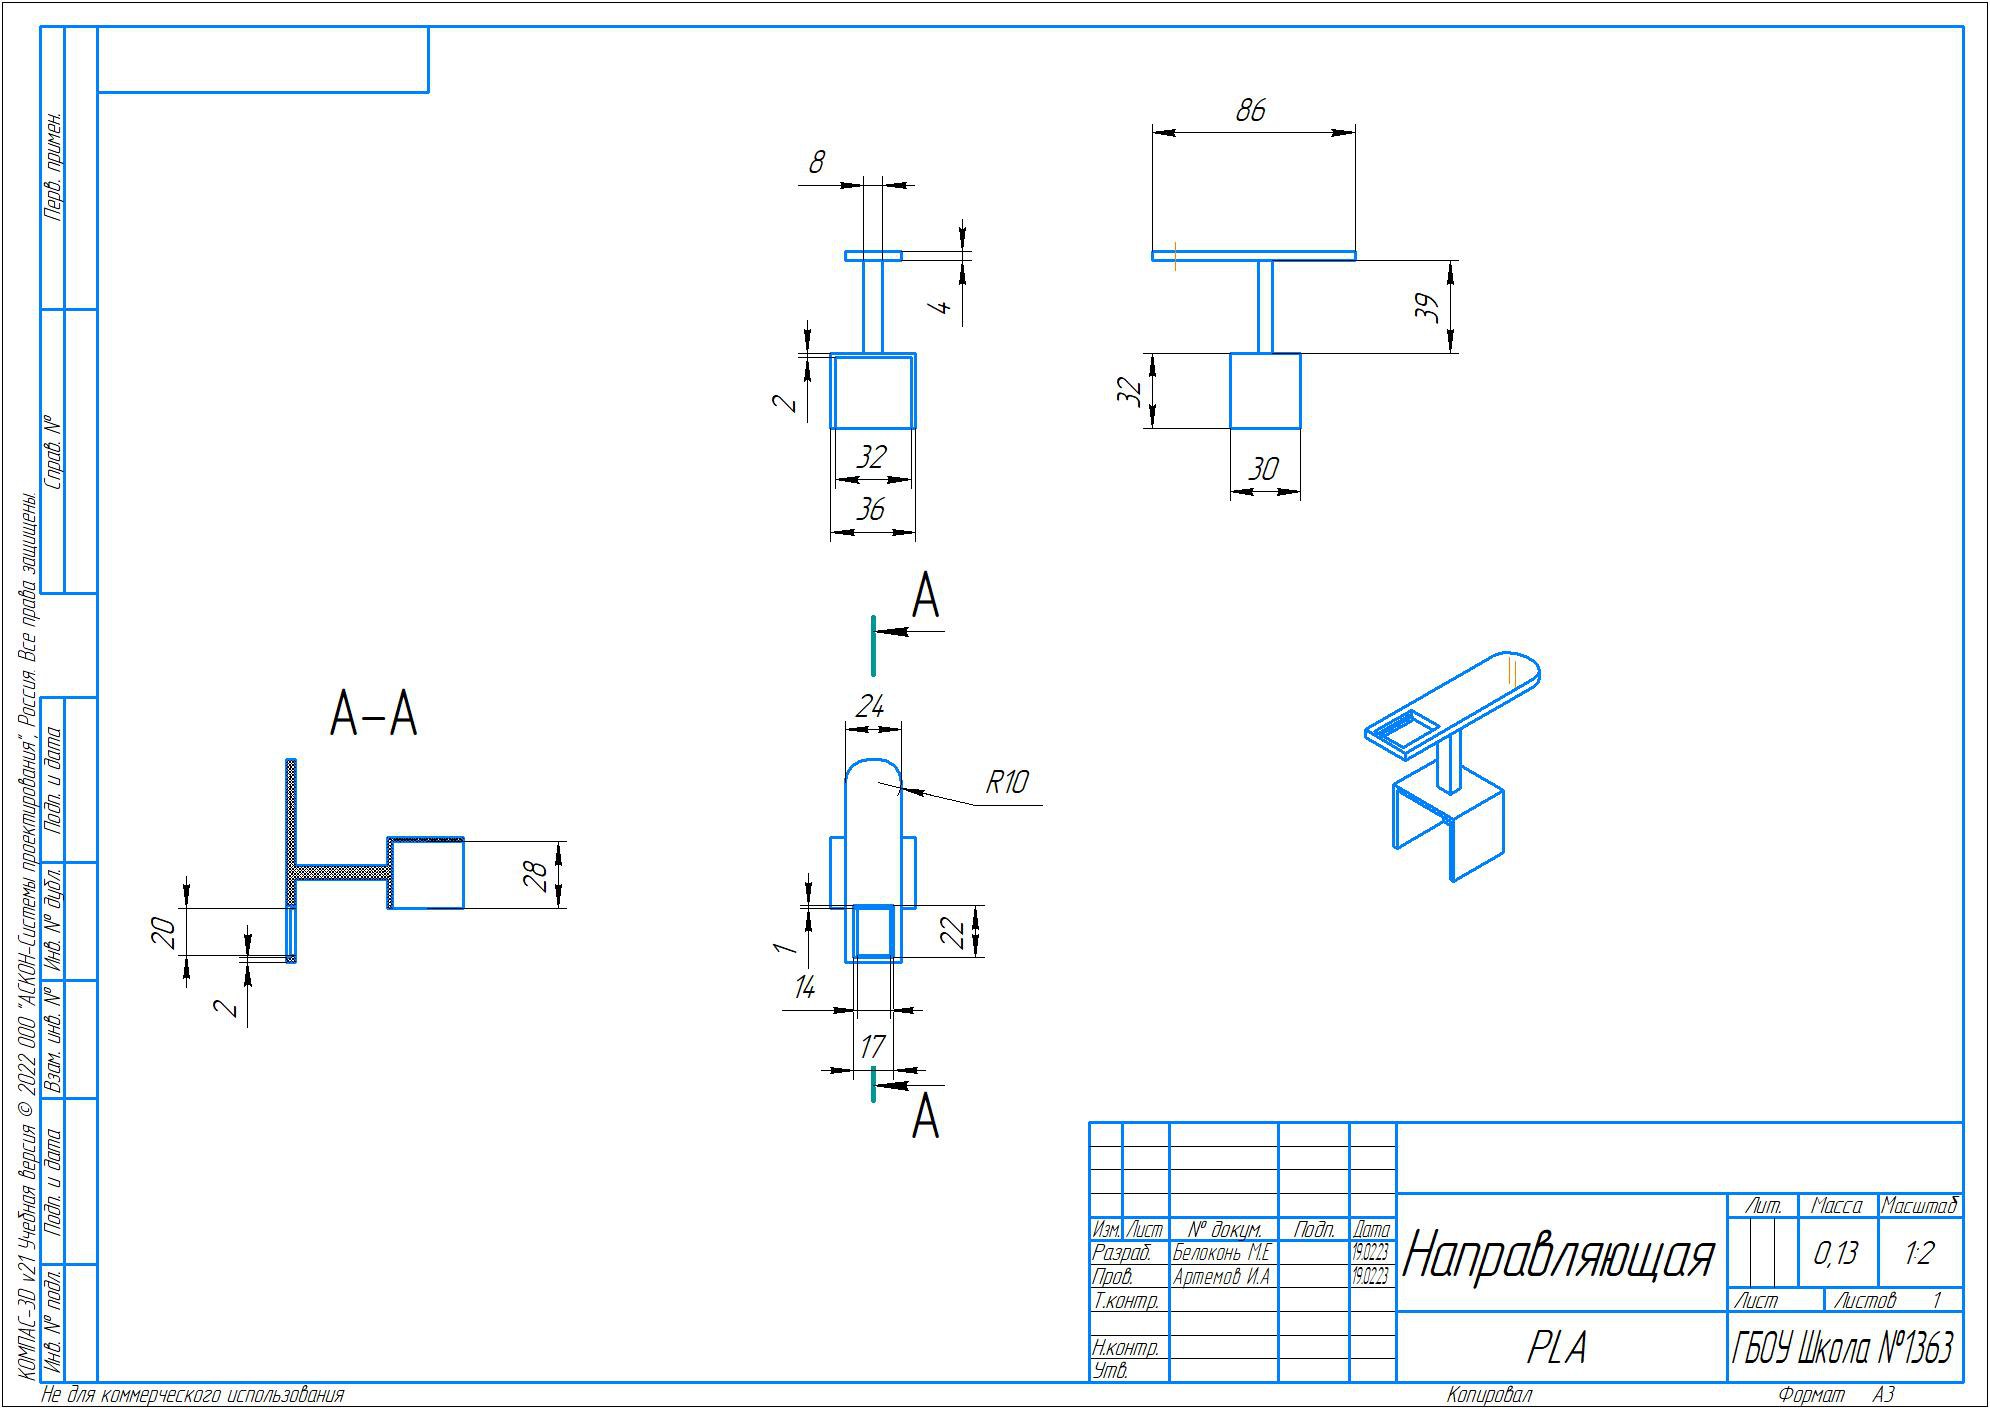 Перв. примен.
Справ. №
Подп. и дата
Инв. № дубл.
Взам. инв. №
Подп. и дата
Инв. № подл.
КОМПАС-3D v21 Учебная версия © 2022 ООО "АСКОН-Системы проектирования", Россия. Все права защищены.
8
4
2
32
36
86
39
32
30
А-А
20
2
28
А
24
R10
1
22
14
17
А
Изм. Лист № докум. Подп. Дата
Разраб. Белоконь М.Е 19.02.23
Пров. Артемов И.А 19.02.23
Т.контр.
Н.контр.
Утв.
Направляющая
PLA
Лит. Масса Масштаб
0,13 1:2
Лист Листов 1
ГБОУ Школа №1363
Не для коммерческого использования
Копировал
Формат А3